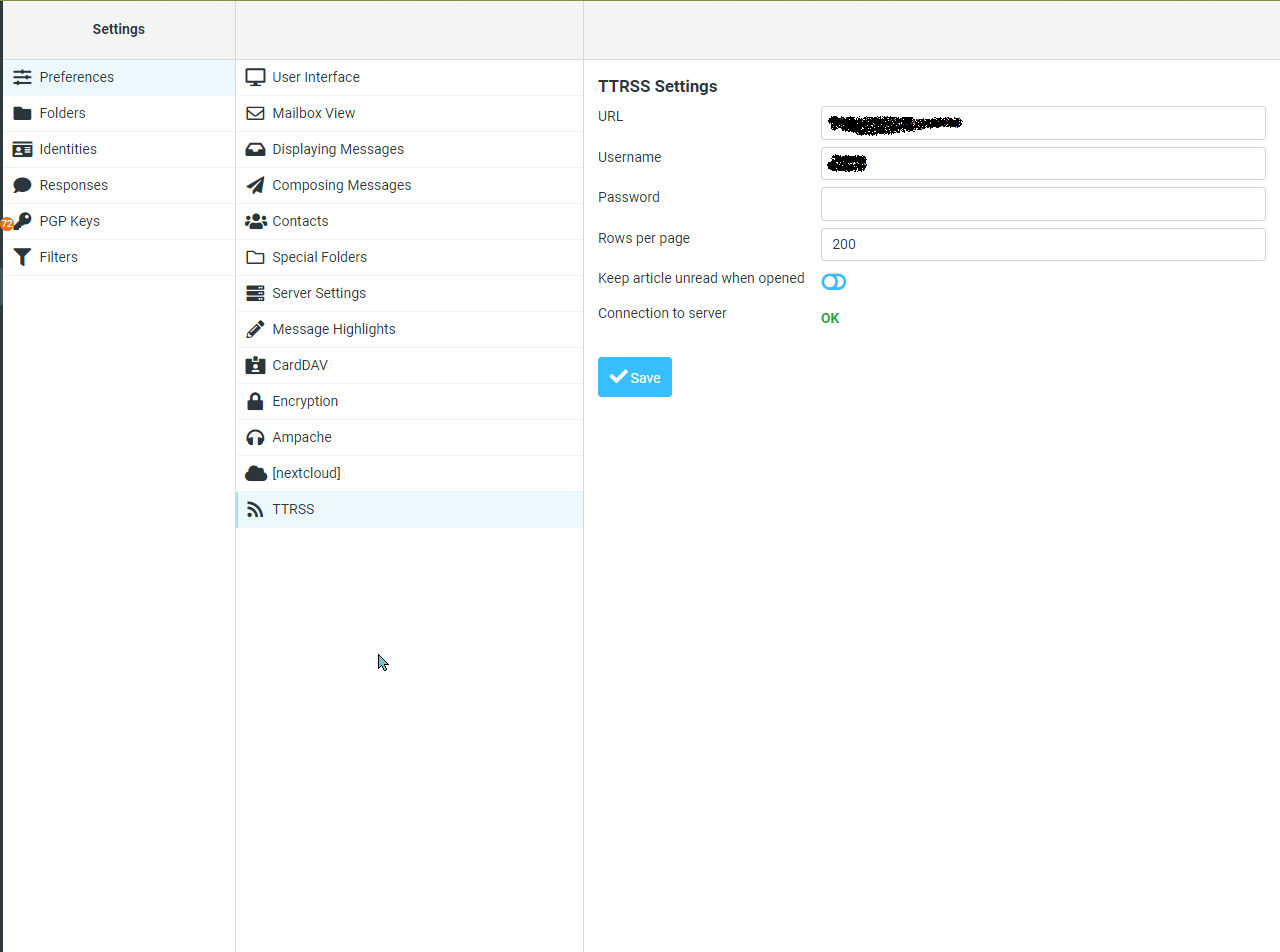 Settings
Preferences
Folders
Identities
Responses
72
PGP Keys
Filters
User Interface
Mailbox View
Displaying Messages
Composing Messages
Contacts
Special Folders
Server Settings
Message Highlights
CardDAV
Encryption
Ampache
[nextcloud]
TTRSS
TTRSS Settings
URL
Username
Password
Rows per page
200
Keep article unread when opened
Connection to server
OK
Save